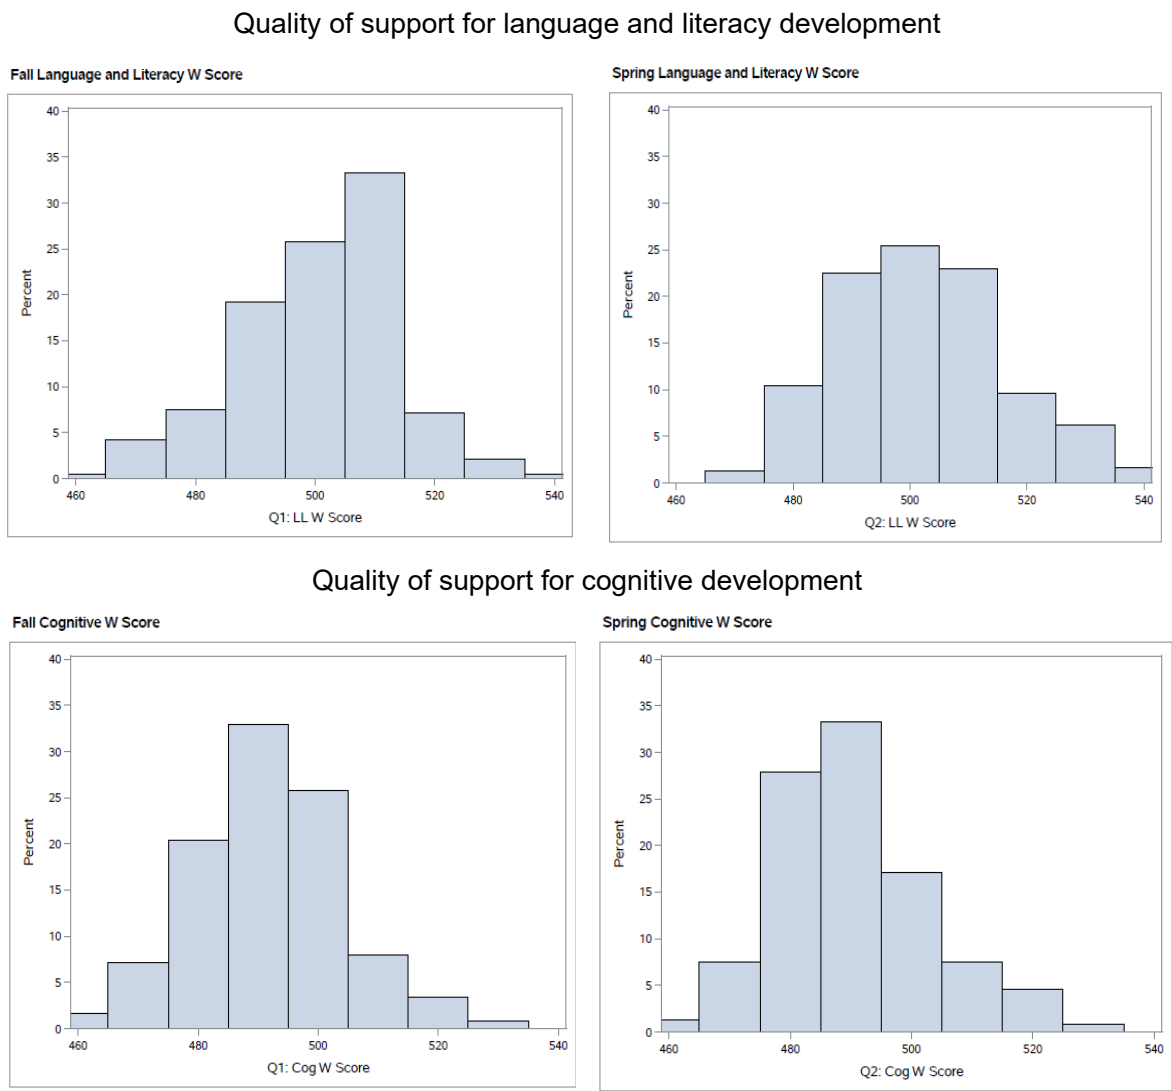 Quality of support for language and literacy development
Fall Language and Literacy W Score
40
35
30
25
20
15
10
5
0
Percent
460 480 500 520 540
Q1: LL W Score
Spring Language and Literacy W Score
40
35
30
25
20
15
10
5
0
Percent
460 480 500 520 540
Q2: LL W Score
Quality of support for cognitive development
Fall Cognitive W Score
40
35
30
25
20
15
10
5
0
Percent
460 480 500 520 540
Q1: Cog W Score
Spring Cognitive W Score
40
35
30
25
20
15
10
5
0
Percent
460 480 500 520 540
Q2: Cog W Score